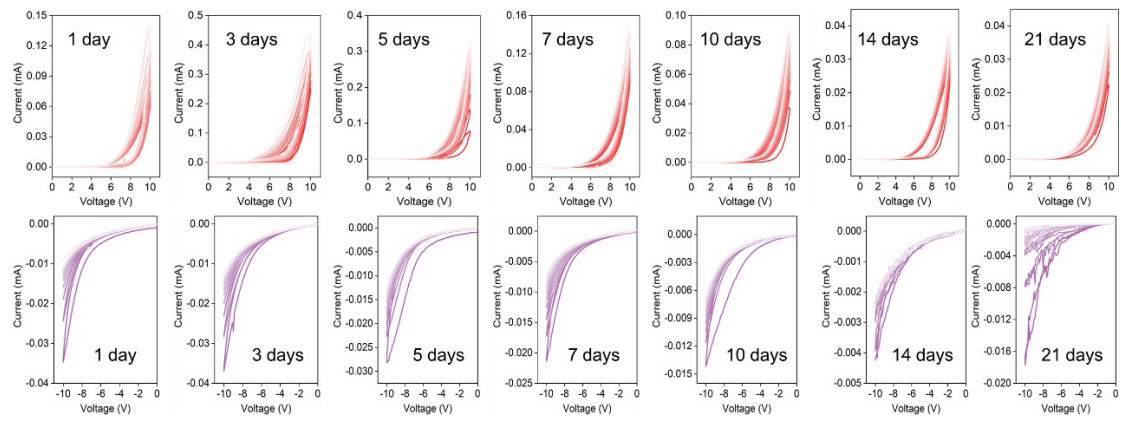 0.15
0.12
0.09
0.06
0.03
0.00
0 2 4 6 8 10
Voltage (V)
Current (mA)
1 day
0.5
0.4
0.3
0.2
0.1
0.0
0 2 4 6 8 10
Voltage (V)
Current (mA)
3 days
0.4
0.3
0.2
0.1
0.0
0 2 4 6 8 10
Voltage (V)
Current (mA)
5 days
0.16
0.12
0.08
0.04
0.00
0 2 4 6 8 10
Voltage (V)
Current (mA)
7 days
0.10
0.08
0.06
0.04
0.02
0.00
0 2 4 6 8 10
Voltage (V)
Current (mA)
10 days
0.04
0.03
0.02
0.01
0.00
0 2 4 6 8 10
Voltage (V)
Current (mA)
14 days
0.04
0.03
0.02
0.01
0.00
0 2 4 6 8 10
Voltage (V)
Current (mA)
21 days
0.00
-0.01
-0.02
-0.03
-0.04
-10 -8 -6 -4 -2 0
Voltage (V)
Current (mA)
1 day
0.00
-0.01
-0.02
-0.03
-0.04
-10 -8 -6 -4 -2 0
Voltage (V)
Current (mA)
3 days
0.000
-0.005
-0.010
-0.015
-0.020
-0.025
-0.030
-10 -8 -6 -4 -2 0
Voltage (V)
Current (mA)
5 days
0.000
-0.005
-0.010
-0.015
-0.020
-0.025
-10 -8 -6 -4 -2 0
Voltage (V)
Current (mA)
7 days
0.000
-0.003
-0.006
-0.009
-0.012
-0.015
-10 -8 -6 -4 -2 0
Voltage (V)
Current (mA)
10 days
0.000
-0.001
-0.002
-0.003
-0.004
-0.005
-10 -8 -6 -4 -2 0
Voltage (V)
Current (mA)
14 days
0.000
-0.004
-0.008
-0.012
-0.016
-0.020
-10 -8 -6 -4 -2 0
Voltage (V)
Current (mA)
21 days